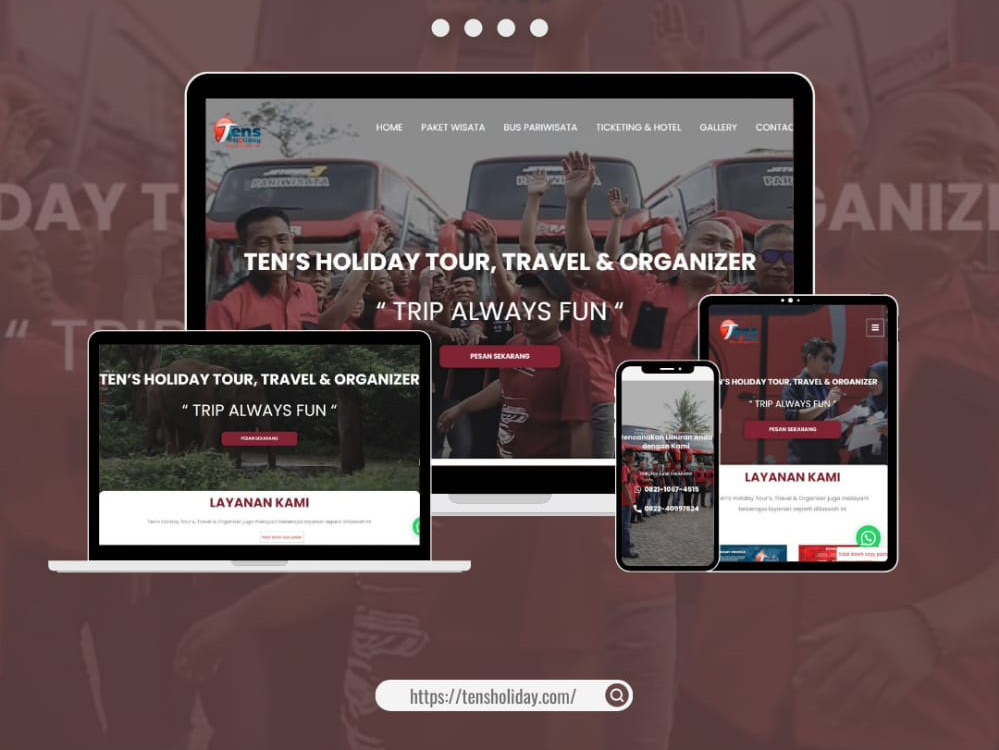 Tens
Holiday
HOME PAKET WISATA BUS PARIWISATA TICKETING & HOTEL GALLERY CONTAC
PARIWISATA
TEN’S HOLIDAY TOUR, TRAVEL & ORGANIZER
“ TRIP ALWAYS FUN “
PESAN SEKARANG
DAY T
GANIZ
“ TRIP
TEN’S HOLIDAY TOUR, TRAVEL & ORGANIZER
“ TRIP ALWAYS FUN “
PESAN SEKARANG
LAYANAN KAMI
Ten's Holiday Tour's, Travel & Organizer juga melayani beberapa layanan seperti dibawah ini
Rencanakan Liburan Anda
dengan Kami
0821-1067-4515
0822-40997824
'S HOLIDAY TOUR, TRAVEL & ORGANIZER
“ TRIP ALWAYS FUN “
PESAN SEKARANG
LAYANAN KAMI
Ten's Holiday Tour's, Travel & Organizer juga melayani
beberapa layanan seperti dibawah ini
https://tensholiday.com/